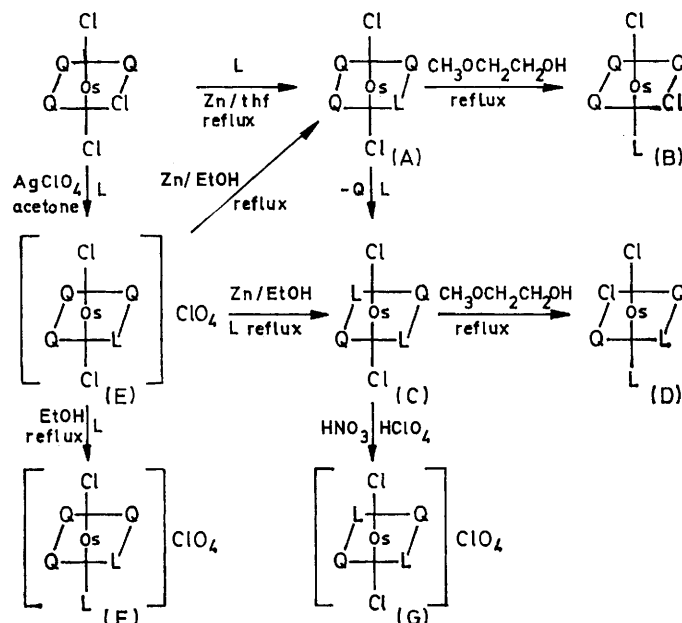 Cl Cl Cl
Q Q L Q Q CH₃OCH₂CH₂OH Q Q
Os Zn/thf Os reflux Os
Q Cl reflux Q L Q Cl
Cl Cl (A) L (B)
AgClO₄ L Zn/EtOH -Q L
acetone reflux
Cl Cl Cl
Q Q ClO₄ Zn/EtOH L Q CH₃OCH₂CH₂OH Cl Q
Os L reflux Os reflux Os
Q L Q L Q L
Cl (E) Cl (C) L (D)
EtOH L HNO₃ HClO₄
reflux
Cl Cl
Q Q ClO₄ L Q ClO₄
Os Os
Q L Q L
L (F) Cl (G)